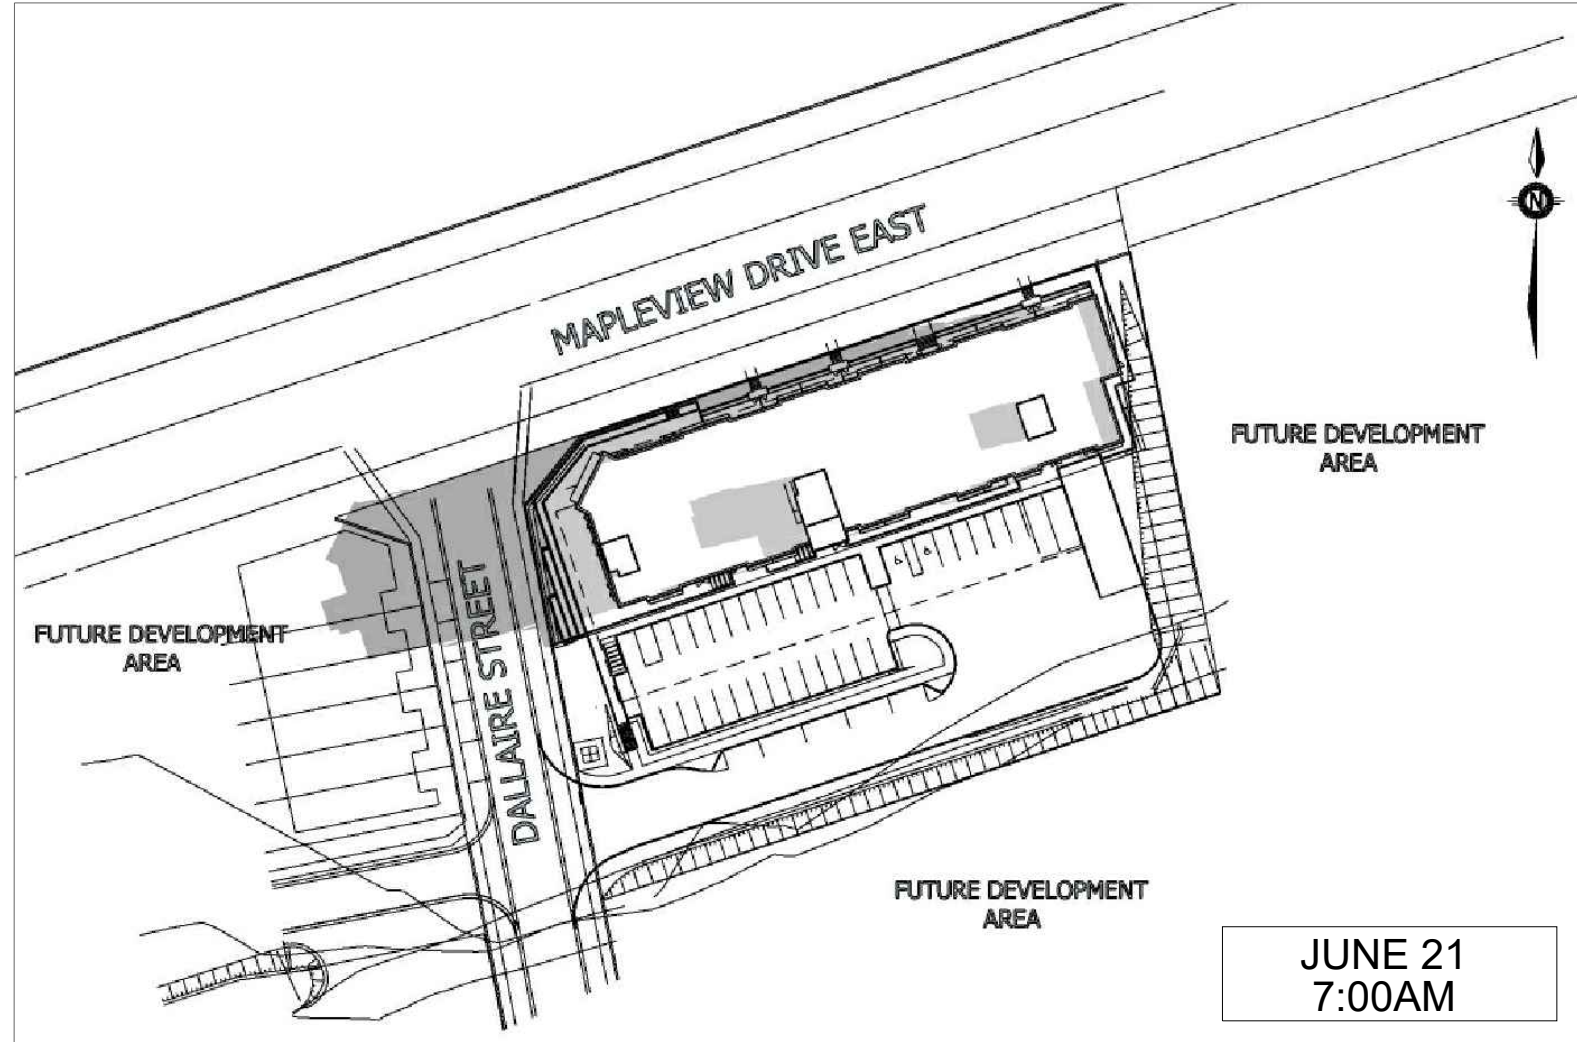 MAPLEVIEW DRIVE EAST
N
FUTURE DEVELOPMENT
AREA
FUTURE DEVELOPMENT
AREA
DALLAIRE STREET
FUTURE DEVELOPMENT
AREA
JUNE 21
7:00AM